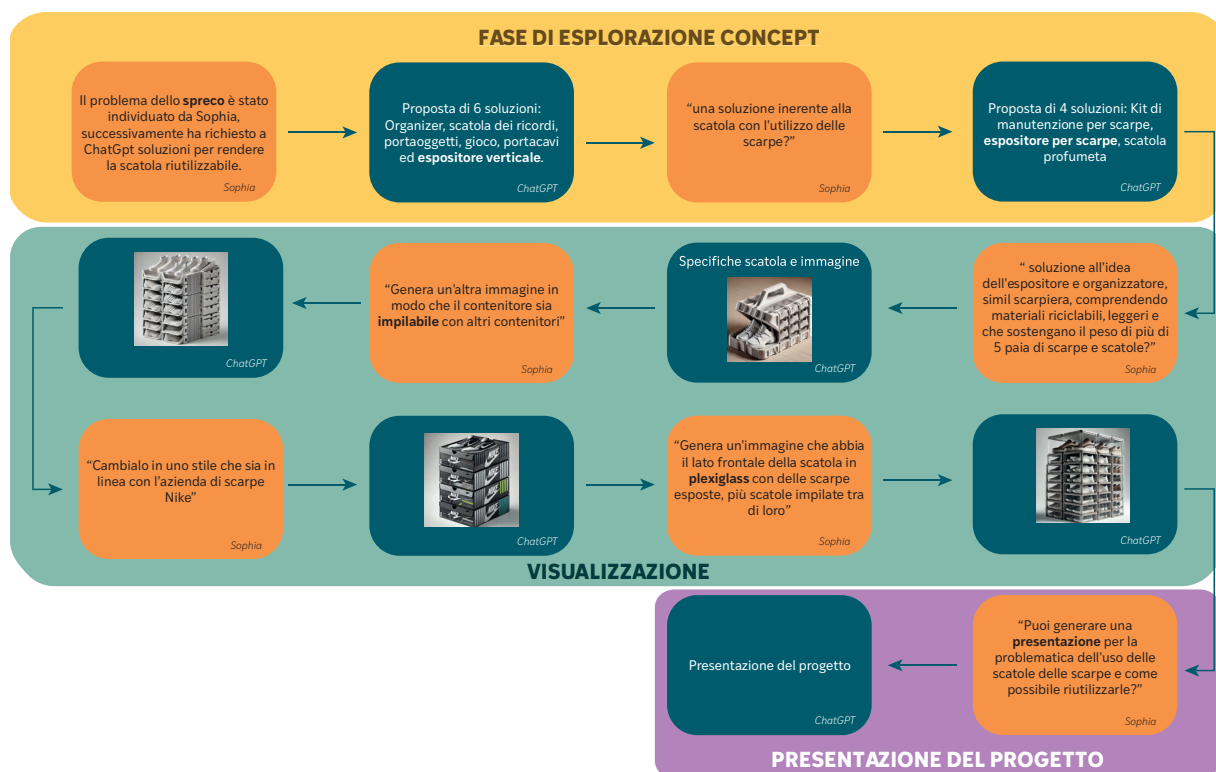 FASE DI ESPLORAZIONE CONCEPT
Il problema dello spreco è stato
individuato da Sophia,
successivamente ha richiesto a
ChatGpt soluzioni per rendere
la scatola riutilizzabile.
Sophia
Proposta di 6 soluzioni:
Organizer, scatola dei ricordi,
portaoggetti, gioco, portacavi
ed espositore verticale.
ChatGPT
“una soluzione inerente alla
scatola con l'utilizzo delle
scarpe?”
Sophia
Proposta di 4 soluzioni: Kit di
manutenzione per scarpe,
espositore per scarpe, scatola
profumeta
ChatGPT
“ soluzione all'idea
dell'espositore e organizzatore,
simil scarpiera, comprendendo
materiali riciclabili, leggeri e
che sostengano il peso di più di
5 paia di scarpe e scatole?”
Sophia
Specifiche scatola e immagine
ChatGPT
“Genera un'altra immagine in
modo che il contenitore sia
impilabile con altri contenitori”
Sophia
ChatGPT
“Cambialo in uno stile che sia in
linea con l'azienda di scarpe
Nike”
Sophia
NIKE
NIKE
NIKE
NIKE
ChatGPT
“Genera un'immagine che abbia
il lato frontale della scatola in
plexiglass con delle scarpe
esposte, più scatole impilate tra
di loro”
Sophia
ChatGPT
VISUALIZZAZIONE
“Puoi generare una
presentazione per la
problematica dell'uso delle
scatole delle scarpe e come
possibile riutilizzarle?”
Sophia
Presentazione del progetto
ChatGPT
PRESENTAZIONE DEL PROGETTO